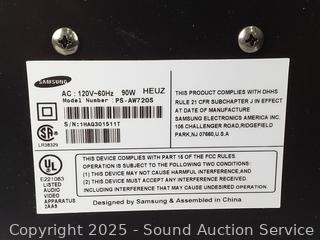 SAMSUNG
AC : 120V~60Hz 90W HEUZ
Model Number : PS-AW720S
S/N:1HAQ301511T
LR38329
THIS PRODUCT COMPLIES WITH DHHS
RULE 21 CFR SUBCHAPTER J IN EFFECT
AT DATE OF MANUFACTURE
SAMSUNG ELECTRONICS AMERICA INC.
105 CHALLENGER ROAD,RIDGEFIELD
PARK,NJ 07660,U.S.A
UL
E221083
LISTED
AUDIO VIDEO
APPARATUS
2AA9
THIS DEVICE COMPLIES WITH PART 15 OF THE FCC RULES
OPERATION IS SUBJECT TO THE FOLLOWING TWO CONDITIONS:
(1) THIS DEVICE MAY NOT CAUSE HARMFUL INTERFERENCE,AND
(2) THIS DEVICE MUST ACCEPT ANY INTERFERENCE RECEIVED,
INCLUDING INTERFERENCE THAT MAY CAUSE UNDESIRED OPERATION.
Designed by Samsung & Assembled in China
Copyright 2025 - Sound Auction Service